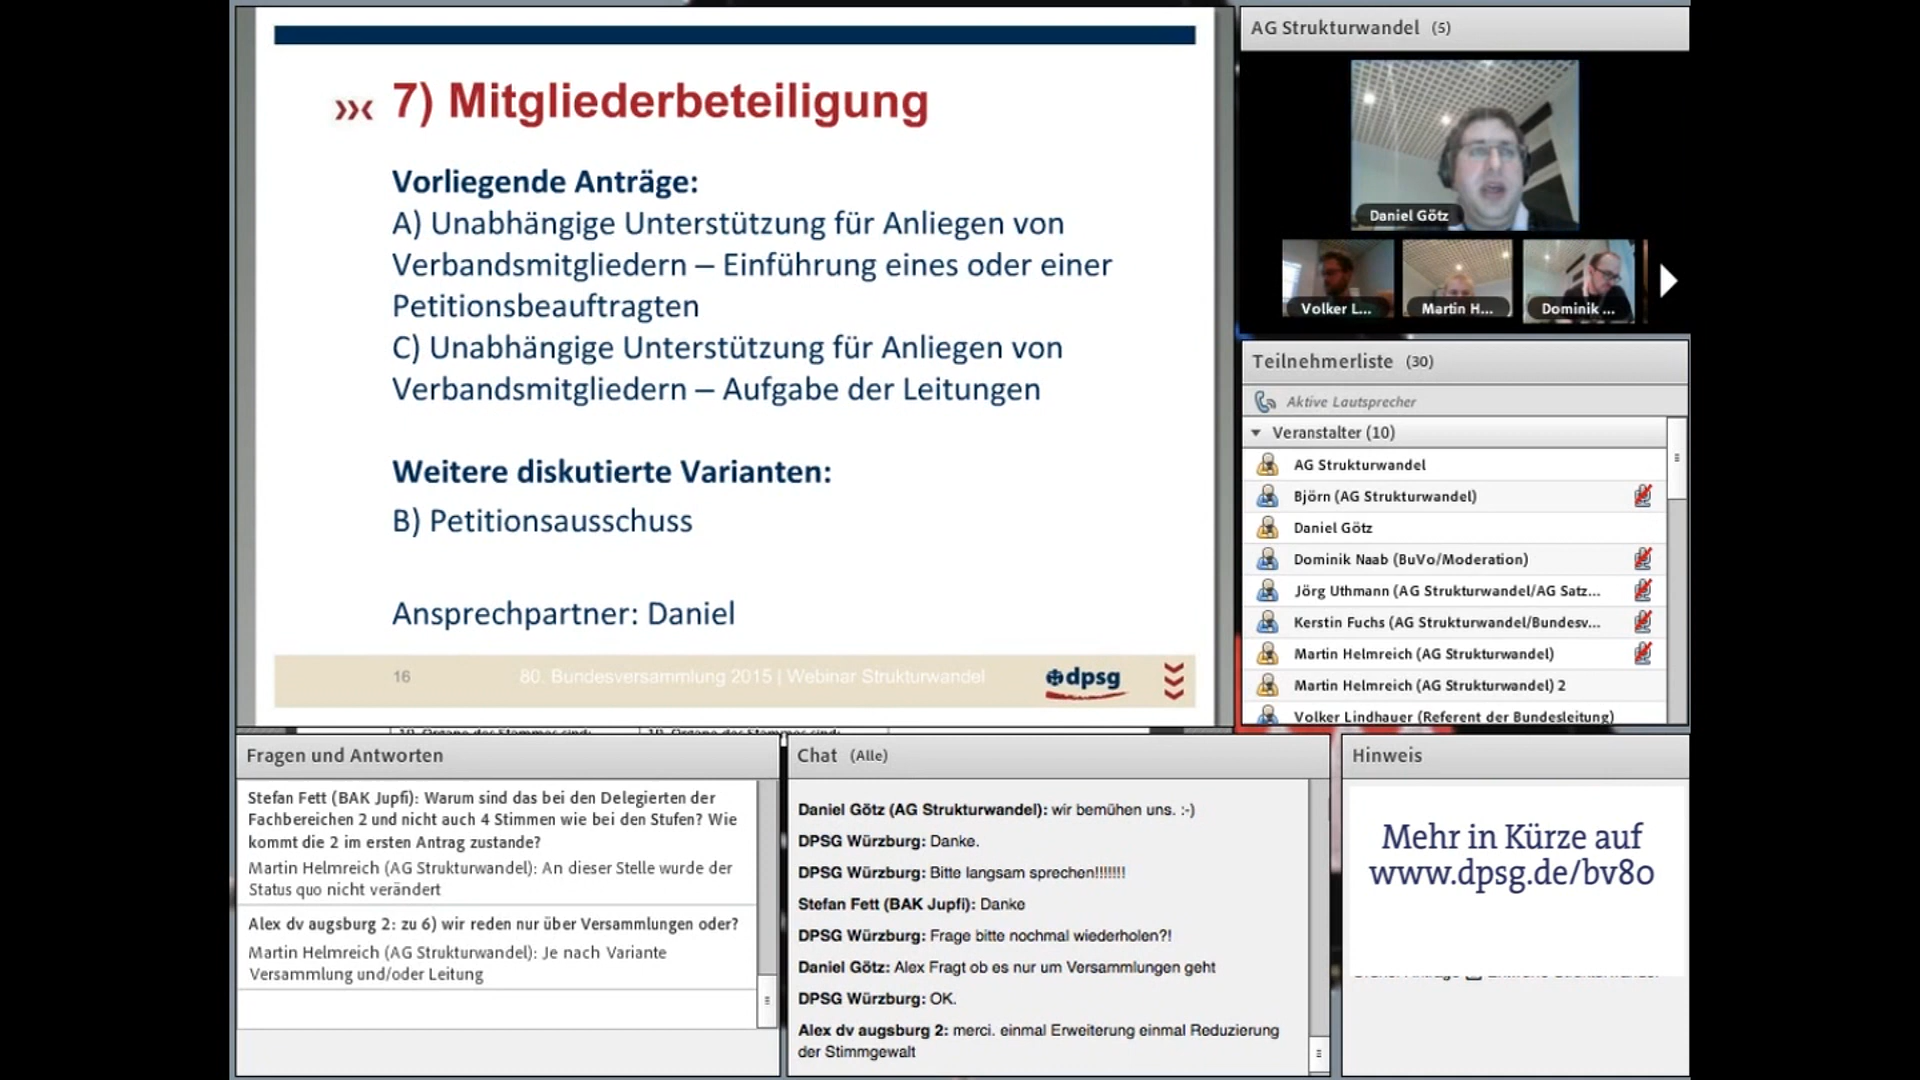 7) Mitgliederbeteiligung
Vorliegende Anträge:
A) Unabhängige Unterstützung für Anliegen von
Verbandsmitgliedern – Einführung eines oder einer
Petitionsbeauftragten
C) Unabhängige Unterstützung für Anliegen von
Verbandsmitgliedern – Aufgabe der Leitungen
Weitere diskutierte Varianten:
B) Petitionsausschuss
Ansprechpartner: Daniel
16
80. Bundesversammlung 2015 | Webinar Strukturwandel
dpsg
AG Strukturwandel (5)
Daniel Götz
Volker L...
Martin H...
Dominik ...
Teilnehmerliste (30)
Aktive Lautsprecher
Veranstalter (10)
AG Strukturwandel
Björn (AG Strukturwandel)
Daniel Götz
Dominik Naab (BuVo/Moderation)
Jörg Uthmann (AG Strukturwandel/AG Satz...
Kerstin Fuchs (AG Strukturwandel/Bundesv...
Martin Helmreich (AG Strukturwandel)
Martin Helmreich (AG Strukturwandel) 2
Volker Lindhauer (Referent der Bundesleitung)
Fragen und Antworten
Stefan Fett (BAK Jupfi): Warum sind das bei den Delegierten der
Fachbereichen 2 und nicht auch 4 Stimmen wie bei den Stufen? Wie
kommt die 2 im ersten Antrag zustande?
Martin Helmreich (AG Strukturwandel): An dieser Stelle wurde der
Status quo nicht verändert
Alex dv augsburg 2: zu 6) wir reden nur über Versammlungen oder?
Martin Helmreich (AG Strukturwandel): Je nach Variante
Versammlung und/oder Leitung
Chat (Alle)
Daniel Götz (AG Strukturwandel): wir bemühen uns. :-)
DPSG Würzburg: Danke.
DPSG Würzburg: Bitte langsam sprechen!!!!!!!
Stefan Fett (BAK Jupfi): Danke
DPSG Würzburg: Frage bitte nochmal wiederholen?!
Daniel Götz: Alex Fragt ob es nur um Versammlungen geht
DPSG Würzburg: OK.
Alex dv augsburg 2: merci. einmal Erweiterung einmal Reduzierung
der Stimmgewalt
Hinweis
Mehr in Kürze auf
www.dpsg.de/bv80